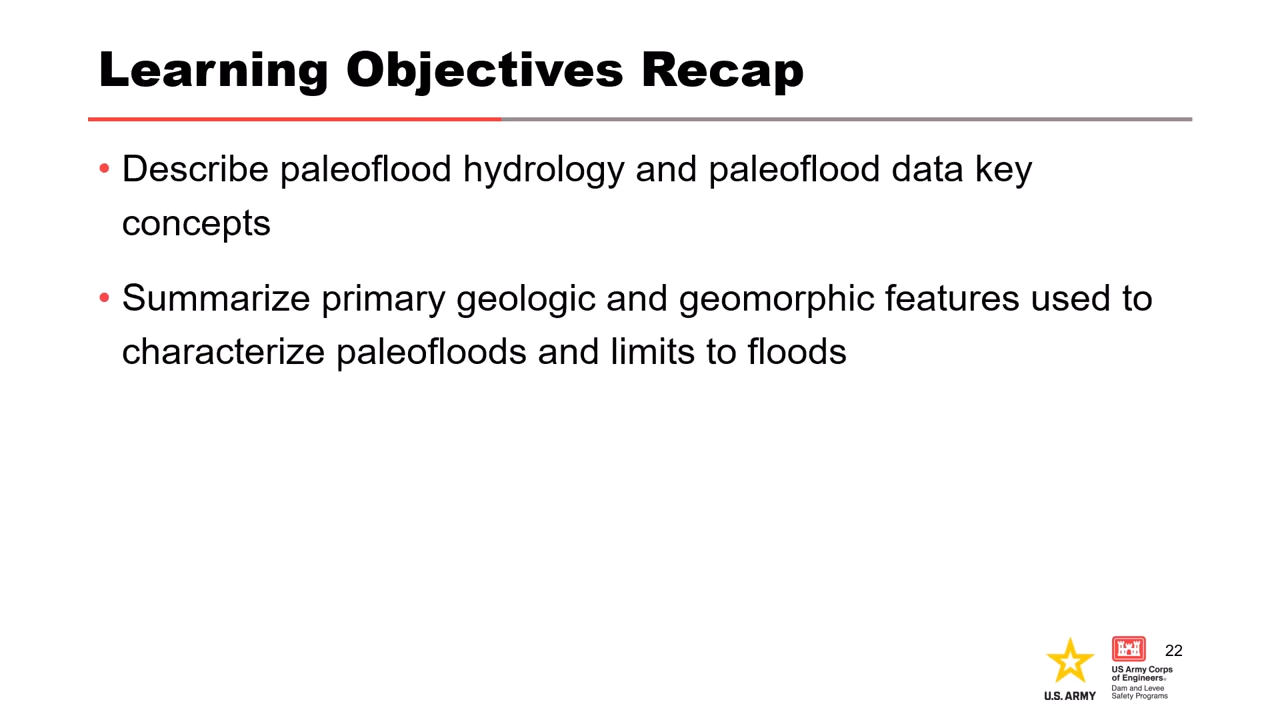 Learning Objectives Recap
• Describe paleoflood hydrology and paleoflood data key
concepts
• Summarize primary geologic and geomorphic features used to
characterize paleofloods and limits to floods
22
U.S. ARMY
US Army Corps
of Engineers®
Dam and Levee
Safety Programs